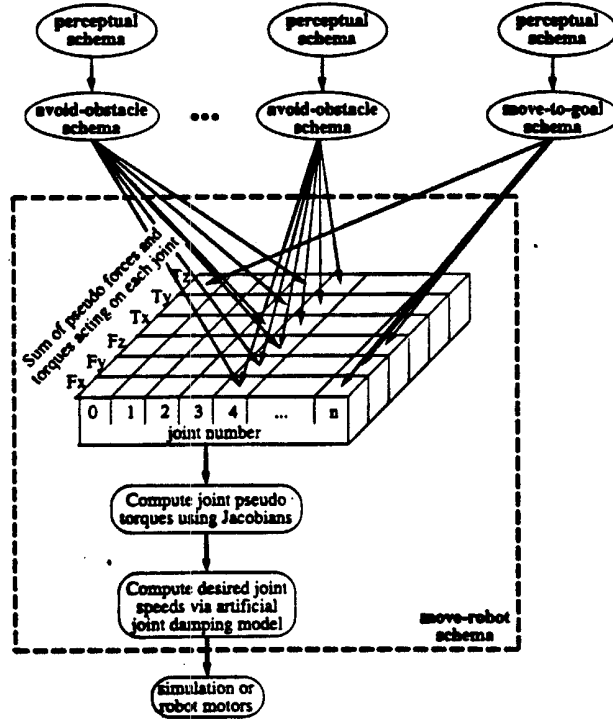 perceptual
schema
perceptual
schema
perceptual
schema
avoid-obstacle
schema
...
avoid-obstacle
schema
move-to-goal
schema
Sum of pseudo forces and
torques acting on each joint
Tz
Ty
Tx
Fz
Fy
Fx
0 1 2 3 4 ... n
joint number
Compute joint pseudo
torques using Jacobians
Compute desired joint
speeds via artificial
joint damping model
move-robot
schema
simulation or
robot motors